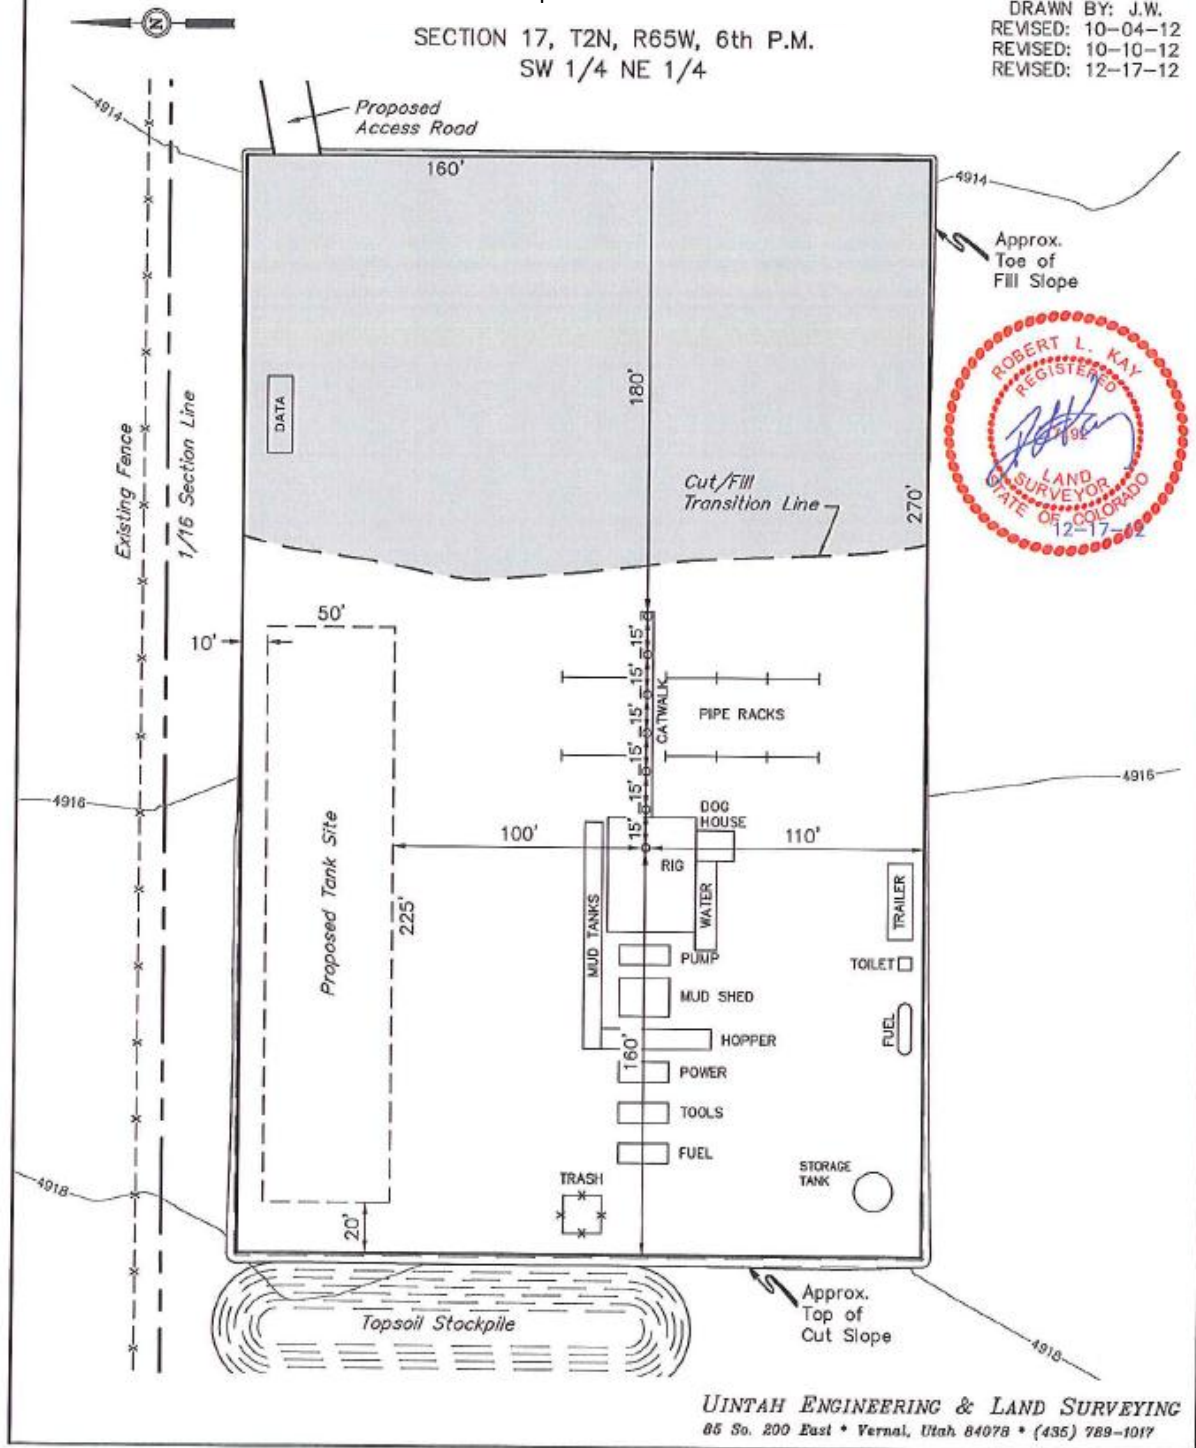 N
SECTION 17, T2N, R65W, 6th P.M.
SW 1/4 NE 1/4
DRAWN BY: J.W.
REVISED: 10-04-12
REVISED: 10-10-12
REVISED: 12-17-12
4914
Proposed
Access Road
160'
4914
Approx.
Toe of
Fill Slope
ROBERT L. KAY
REGISTERED
LAND
SURVEYOR
STATE OF COLORADO
12-17-12
180'
DATA
Existing Fence
1/16 Section Line
Cut/Fill
Transition Line
270'
50'
10'
15'
15'
15'
15'
15'
15'
CATWALK
PIPE RACKS
4916
4916
Proposed Tank Site
100'
DOG
HOUSE
110'
RIG
225'
MUD TANKS
WATER
TRAILER
PUMP
TOILET
MUD SHED
FUEL
HOPPER
160'
POWER
TOOLS
FUEL
TRASH
STORAGE
TANK
4918
20'
Topsoil Stockpile
Approx.
Top of
Cut Slope
4918
UINTAH ENGINEERING & LAND SURVEYING
85 So. 200 East * Vernal, Utah 84078 * (435) 789-1017